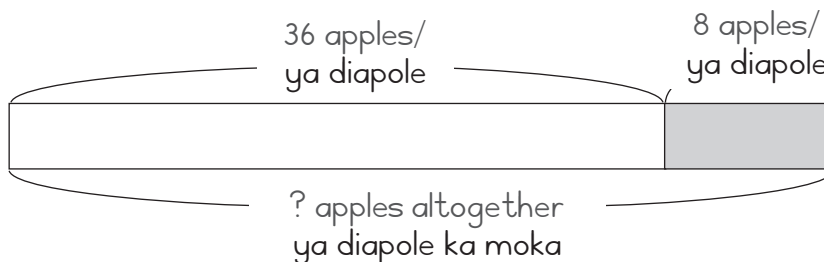 36 apples/
ya diapole
8 apples/
ya diapole
? apples altogether
ya diapole ka moka